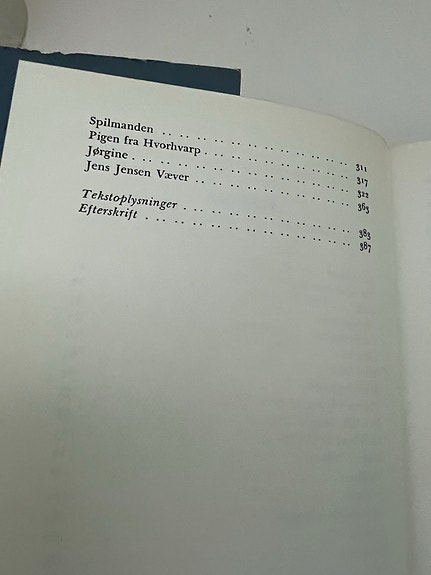 Spilmanden .. .. .. .. .. .. .. .. .. .. .. 311
Pigen fra Hvorhvarp . .. .. .. .. .. .. .. .. 317
Jørgine . .. .. .. .. .. .. .. .. .. .. .. .. 322
Jens Jensen Væver .. .. .. .. .. .. .. .. .. 363
Tekstoplysninger . .. .. .. .. .. .. .. .. .. 383
Efterskrift .. .. .. .. .. .. .. .. .. .. .. .. 387